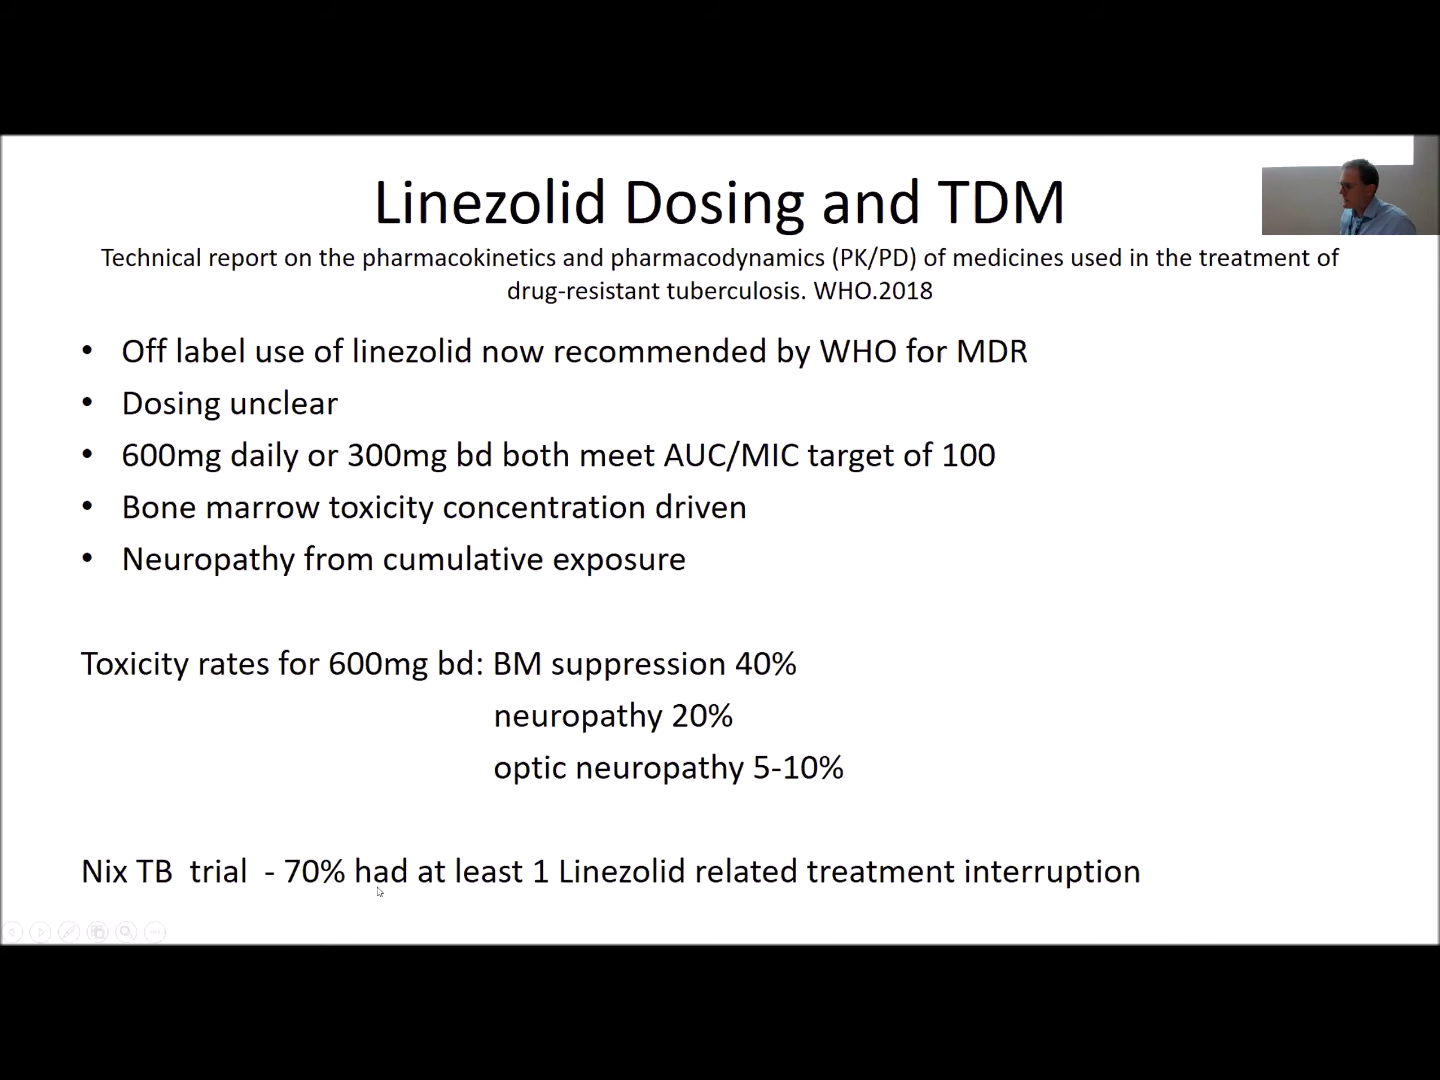 Linezolid Dosing and TDM
Technical report on the pharmacokinetics and pharmacodynamics (PK/PD) of medicines used in the treatment of
drug-resistant tuberculosis. WHO.2018
• Off label use of linezolid now recommended by WHO for MDR
• Dosing unclear
• 600mg daily or 300mg bd both meet AUC/MIC target of 100
• Bone marrow toxicity concentration driven
• Neuropathy from cumulative exposure
Toxicity rates for 600mg bd: BM suppression 40%
neuropathy 20%
optic neuropathy 5-10%
Nix TB trial - 70% had at least 1 Linezolid related treatment interruption